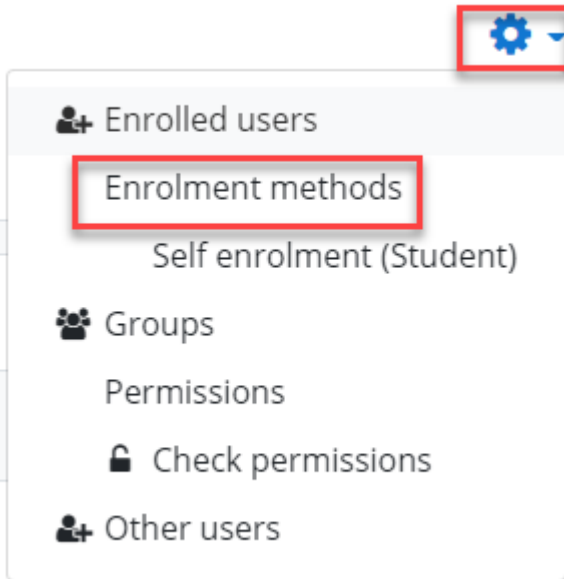 Enrolled users
Enrolment methods
Self enrolment (Student)
Groups
Permissions
Check permissions
Other users